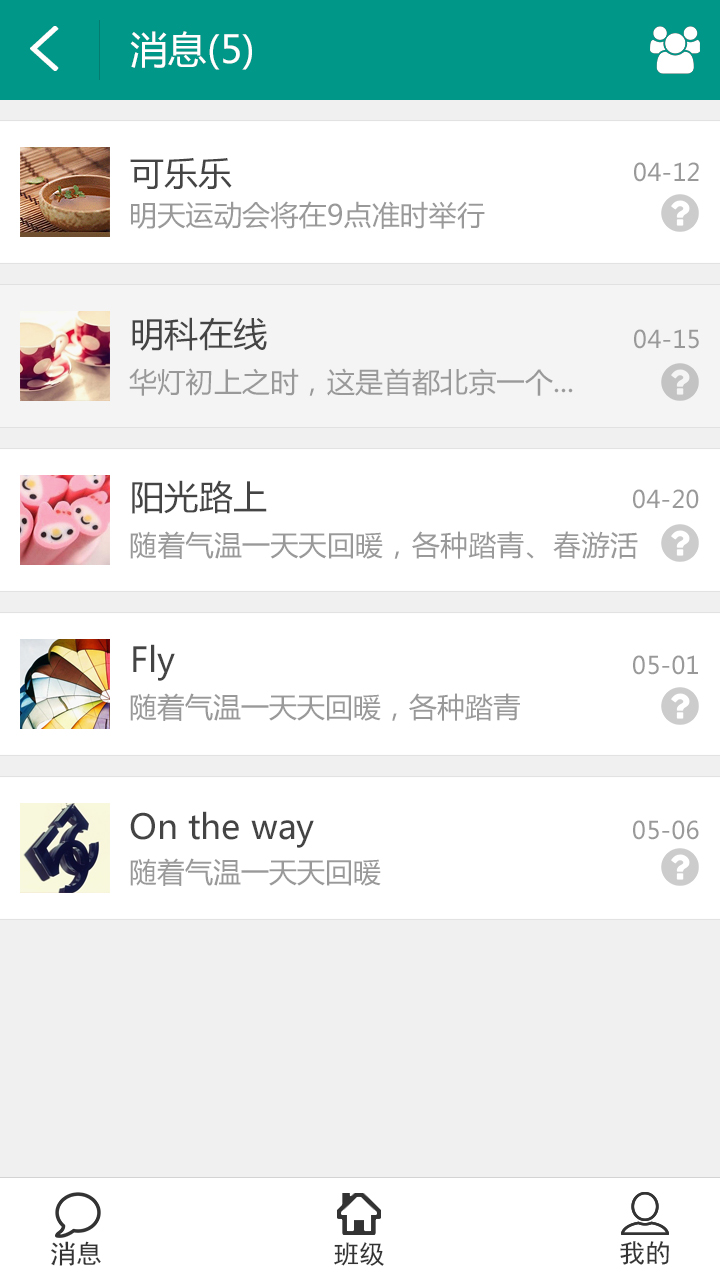 消息(5)
可乐乐
04-12
明天运动会将在9点准时举行
明科在线
04-15
华灯初上之时，这是首都北京一个...
阳光路上
04-20
随着气温一天天回暖，各种踏青、春游活
Fly
05-01
随着气温一天天回暖，各种踏青
On the way
05-06
随着气温一天天回暖
消息
班级
我的